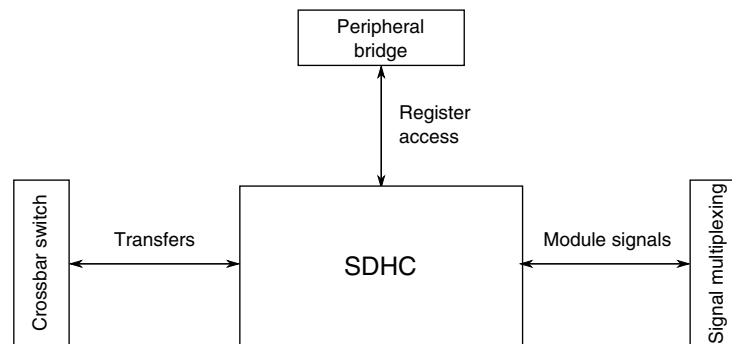 Peripheral
bridge
Register
access
Crossbar switch
Transfers
SDHC
Module signals
Signal multiplexing